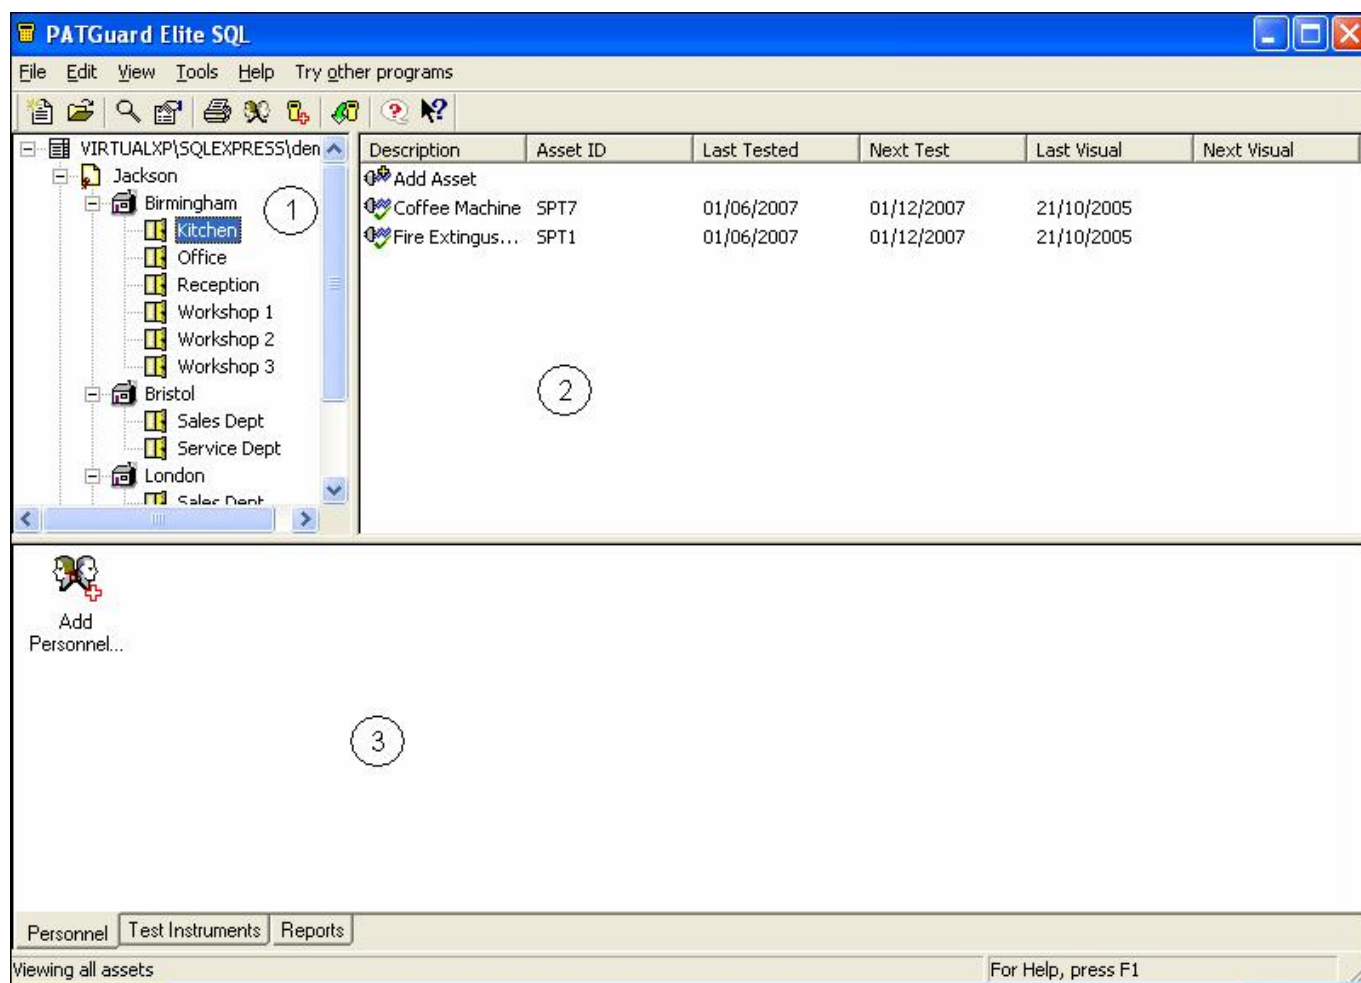 PATGuard Elite SQL
File Edit View Tools Help Try other programs
VIRTUALXP\SQLEXPRESS\den
Jackson
Birmingham
Kitchen
Office
Reception
Workshop 1
Workshop 2
Workshop 3
Bristol
Sales Dept
Service Dept
London
Sales Dept
1
Description Asset ID Last Tested Next Test Last Visual Next Visual
Add Asset
Coffee Machine SPT7 01/06/2007 01/12/2007 21/10/2005
Fire Extingus... SPT1 01/06/2007 01/12/2007 21/10/2005
2
Add
Personnel...
3
Personnel Test Instruments Reports
Viewing all assets For Help, press F1